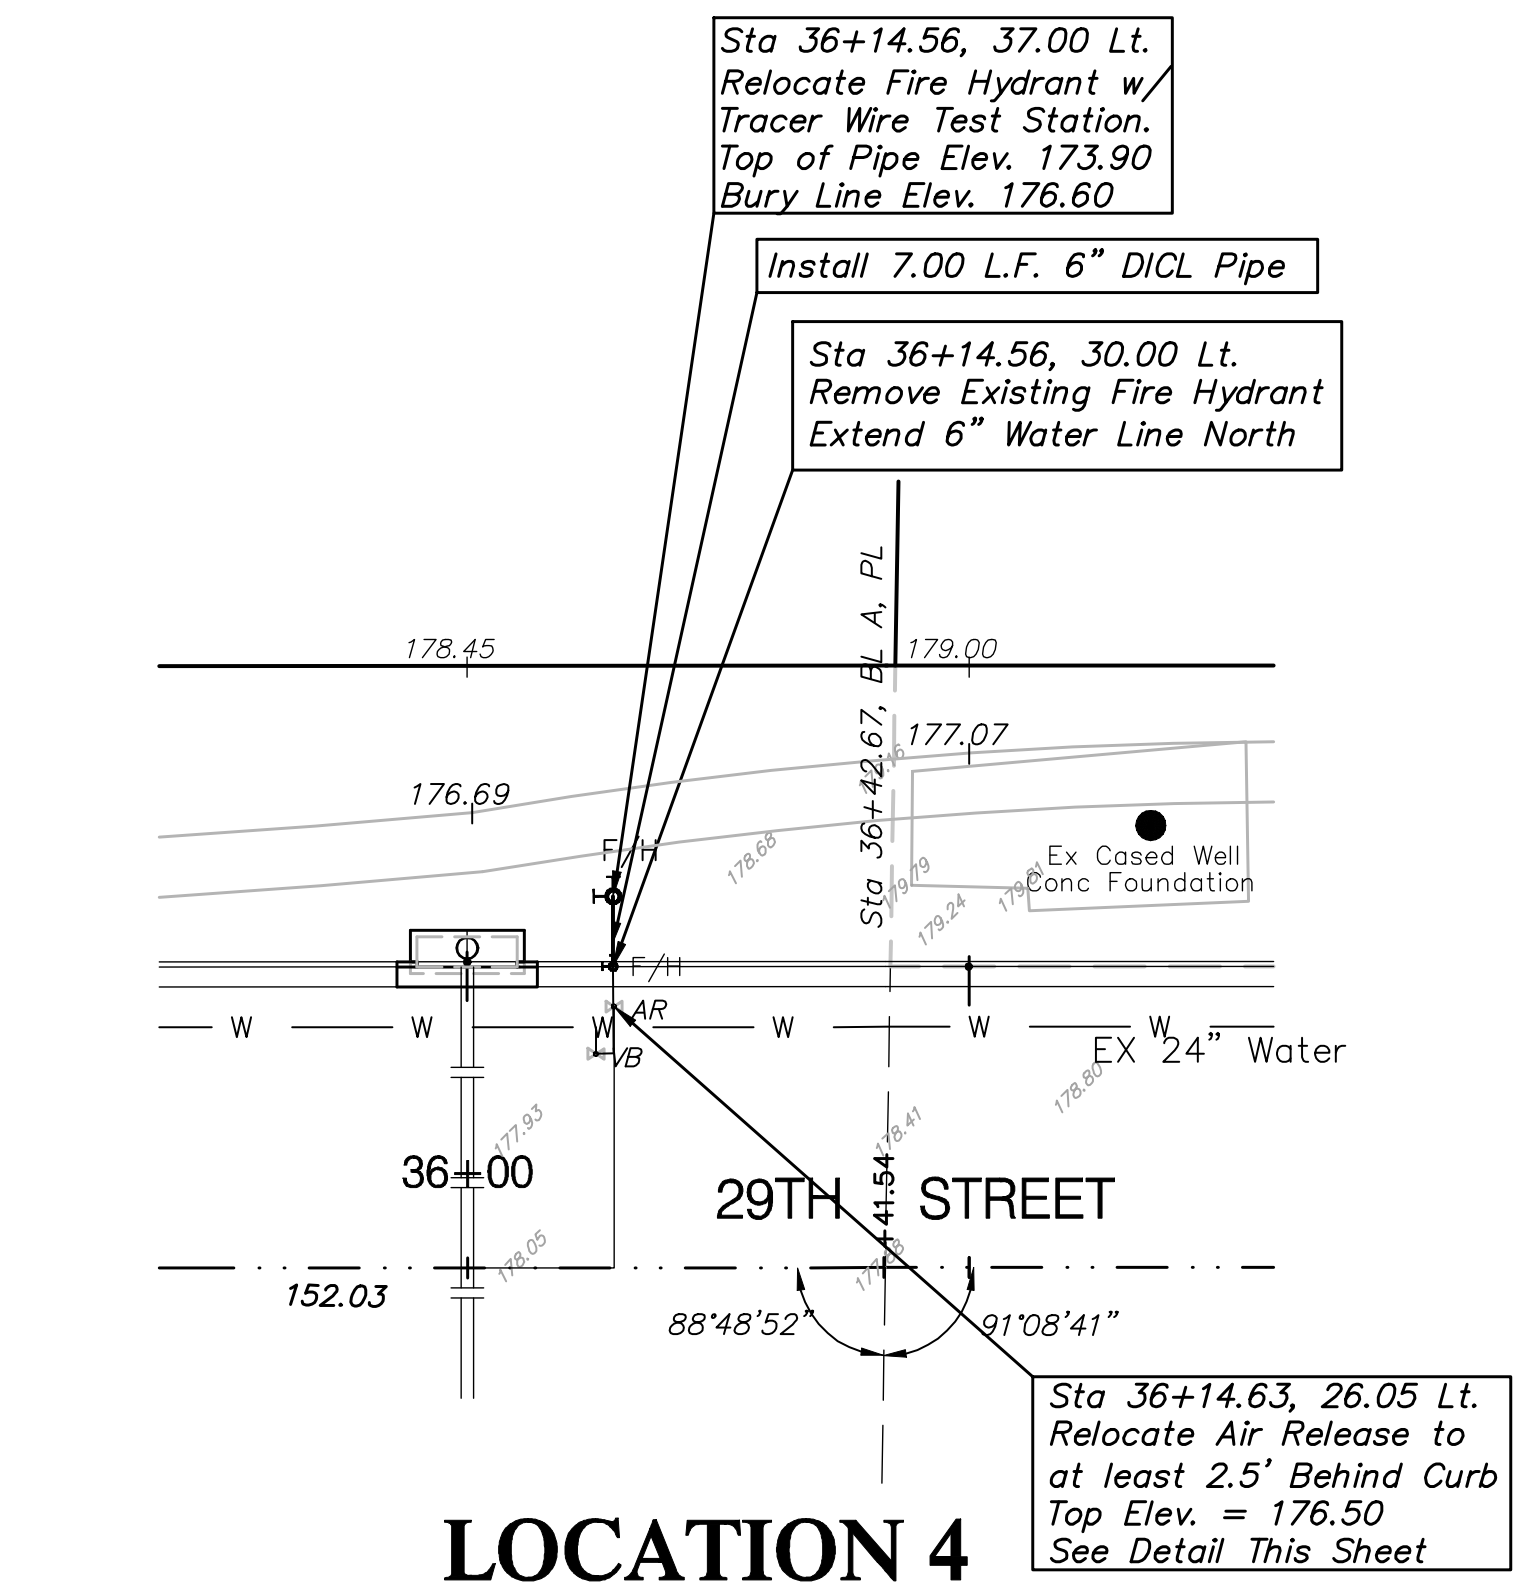 Sta 36+14.56, 37.00 Lt.
Relocate Fire Hydrant w/
Tracer Wire Test Station.
Top of Pipe Elev. 173.90
Bury Line Elev. 176.60
Install 7.00 L.F. 6” DICL Pipe
Sta 36+14.56, 30.00 Lt.
Remove Existing Fire Hydrant
Extend 6” Water Line North
Sta 36+42.67, BL A, PL
178.45
179.00
177.07
176.69
F/H
178.68
179.79
179.24
179.81
Ex Cased Well
Conc Foundation
F/H
AR
W W W W W W
VB
EX 24” Water
178.80
177.93
178.41
36+00
+41.54
29TH STREET
178.05
177.68
152.03
88°48'52”
91°08'41”
Sta 36+14.63, 26.05 Lt.
Relocate Air Release to
at least 2.5' Behind Curb
Top Elev. = 176.50
See Detail This Sheet
LOCATION 4